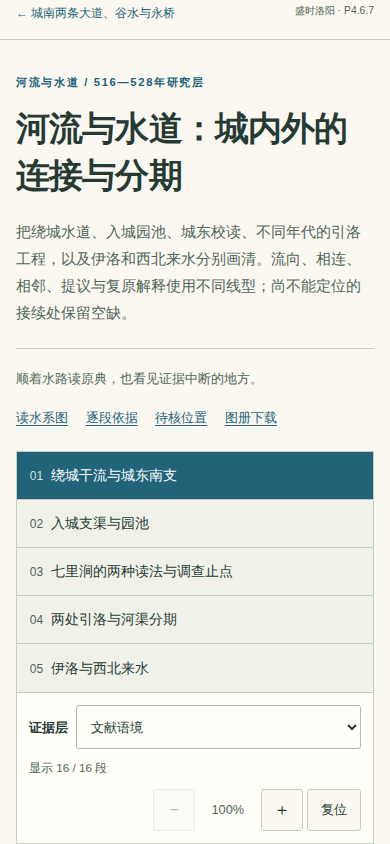 ← 城南两条大道、谷水与永桥
盛时洛阳 · P4.6.7
河流与水道 / 516—528年研究层
河流与水道：城内外的
连接与分期
把绕城水道、入城园池、城东校读、不同年代的引洛
工程，以及伊洛和西北来水分别画清。流向、相连、
相邻、提议与复原解释使用不同线型；尚不能定位的
接续处保留空缺。
顺着水路读原典，也看见证据中断的地方。
读水系图 逐段依据 待核位置 图册下载
01 绕城干流与城东南支
02 入城支渠与园池
03 七里涧的两种读法与调查止点
04 两处引洛与河渠分期
05 伊洛与西北来水
证据层 文献语境
显示 16 / 16 段
− 100% + 复位